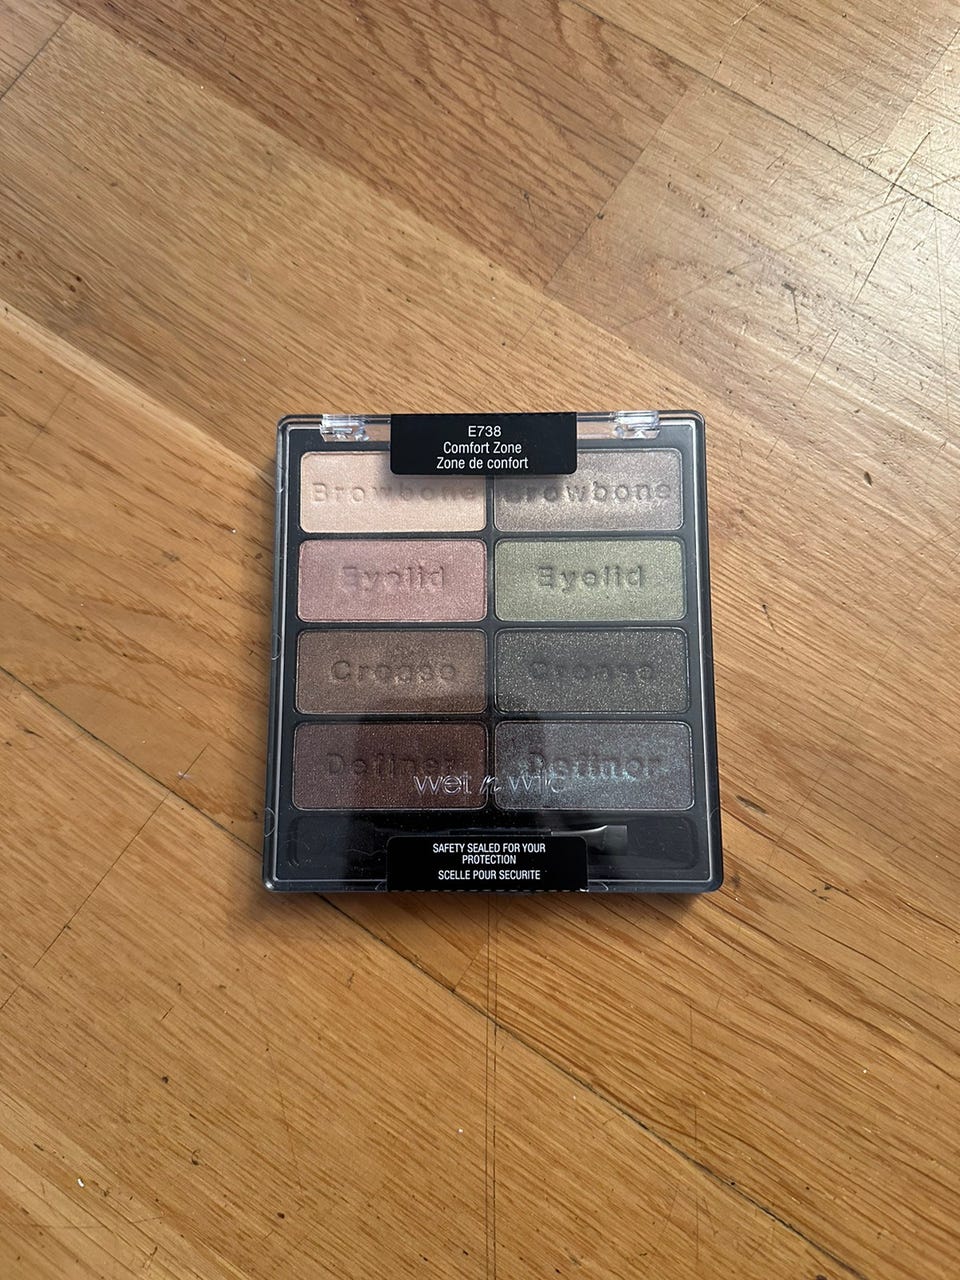 E738
Comfort Zone
Zone de confort
Browbone Browbone
Eyelid Eyelid
Crease Crease
Definer Definer
wet n wild
SAFETY SEALED FOR YOUR
PROTECTION
SCELLE POUR SECURITE